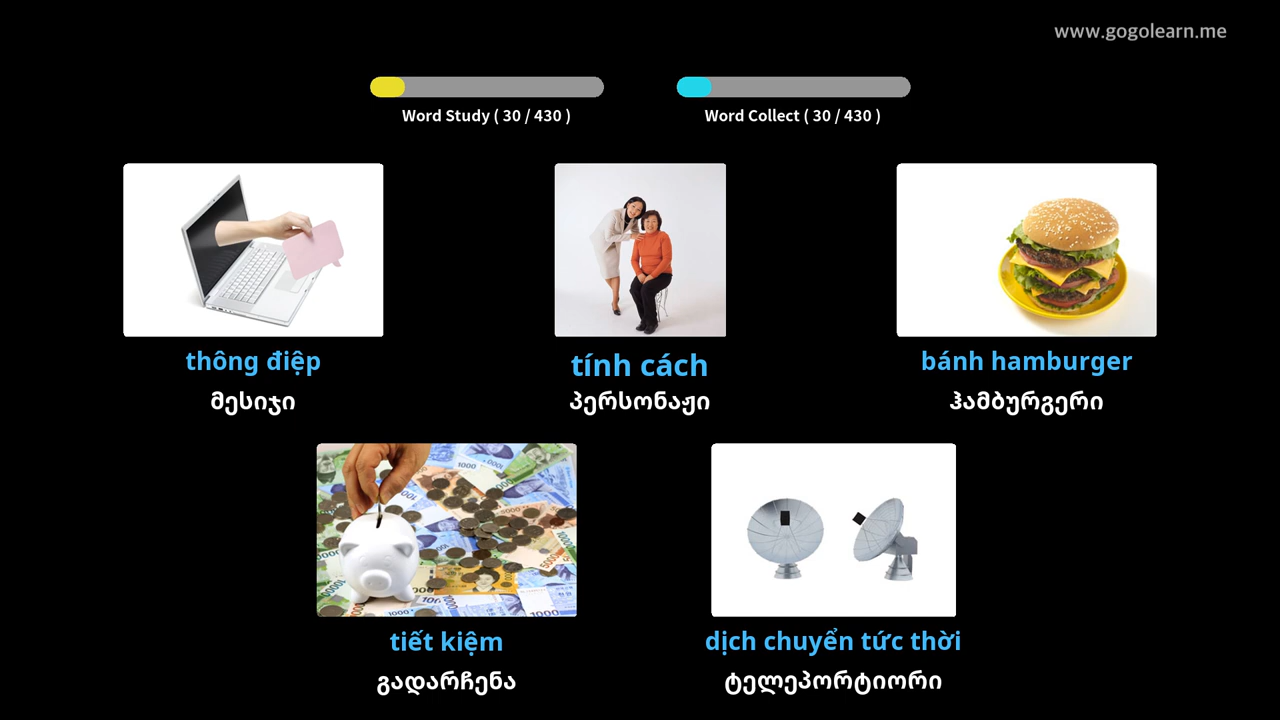 www.gogolearn.me
Word Study ( 30 / 430 )
Word Collect ( 30 / 430 )
thông điệp
tính cách
bánh hamburger
მესიჯი
პერსონაჟი
ჰამბურგერი
tiết kiệm
dịch chuyển tức thời
გადარჩენა
ტელეპორტიორი